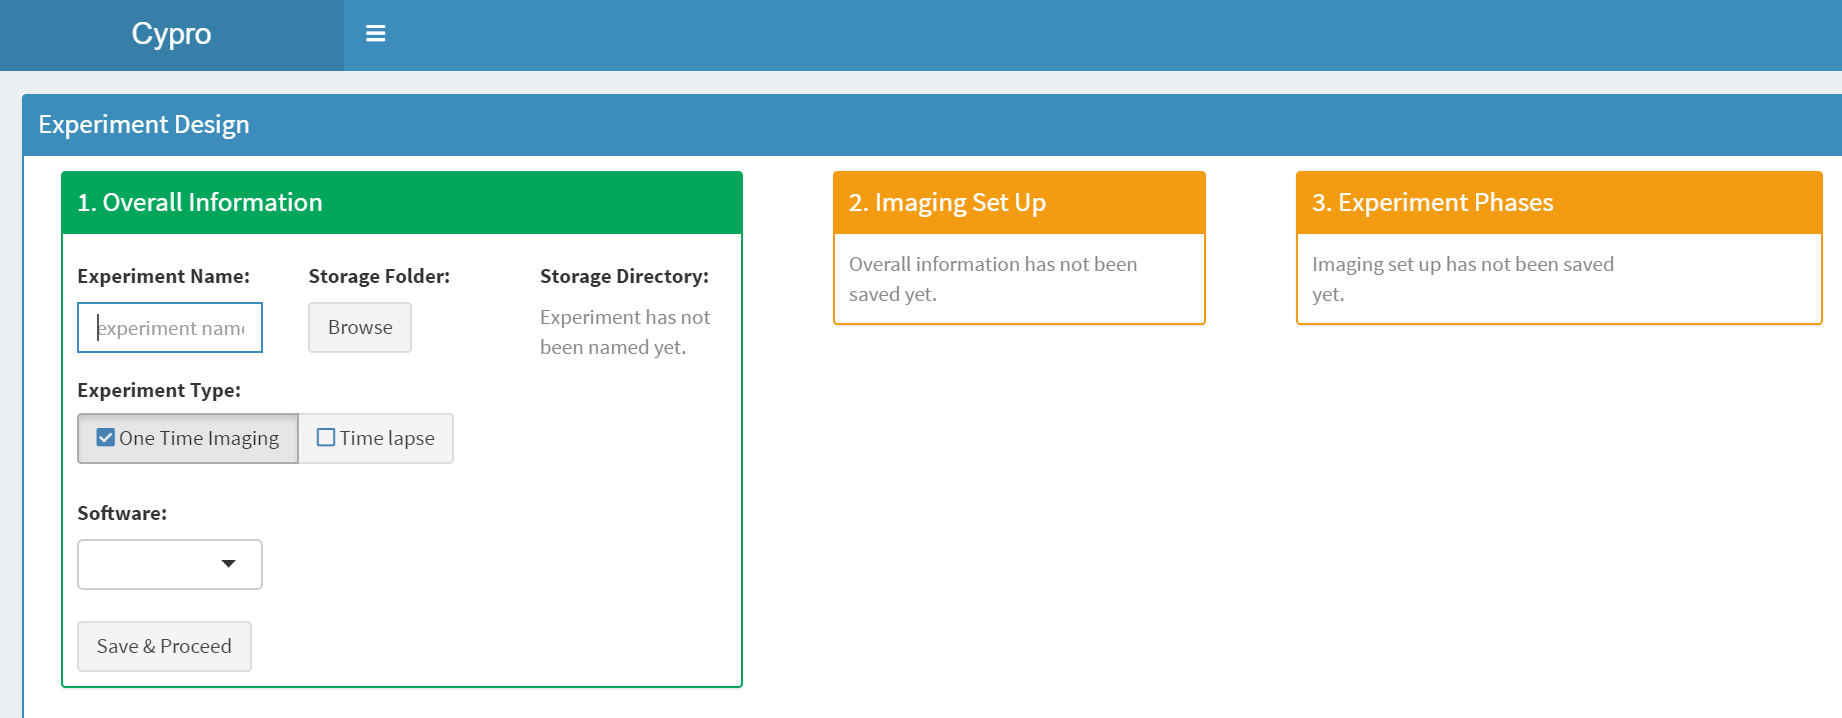 Cypro
Experiment Design
1. Overall Information
Experiment Name:
experiment nam
Storage Folder:
Browse
Storage Directory:
Experiment has not
been named yet.
Experiment Type:
One Time Imaging
Time lapse
Software:
Save & Proceed
2. Imaging Set Up
Overall information has not been
saved yet.
3. Experiment Phases
Imaging set up has not been saved
yet.